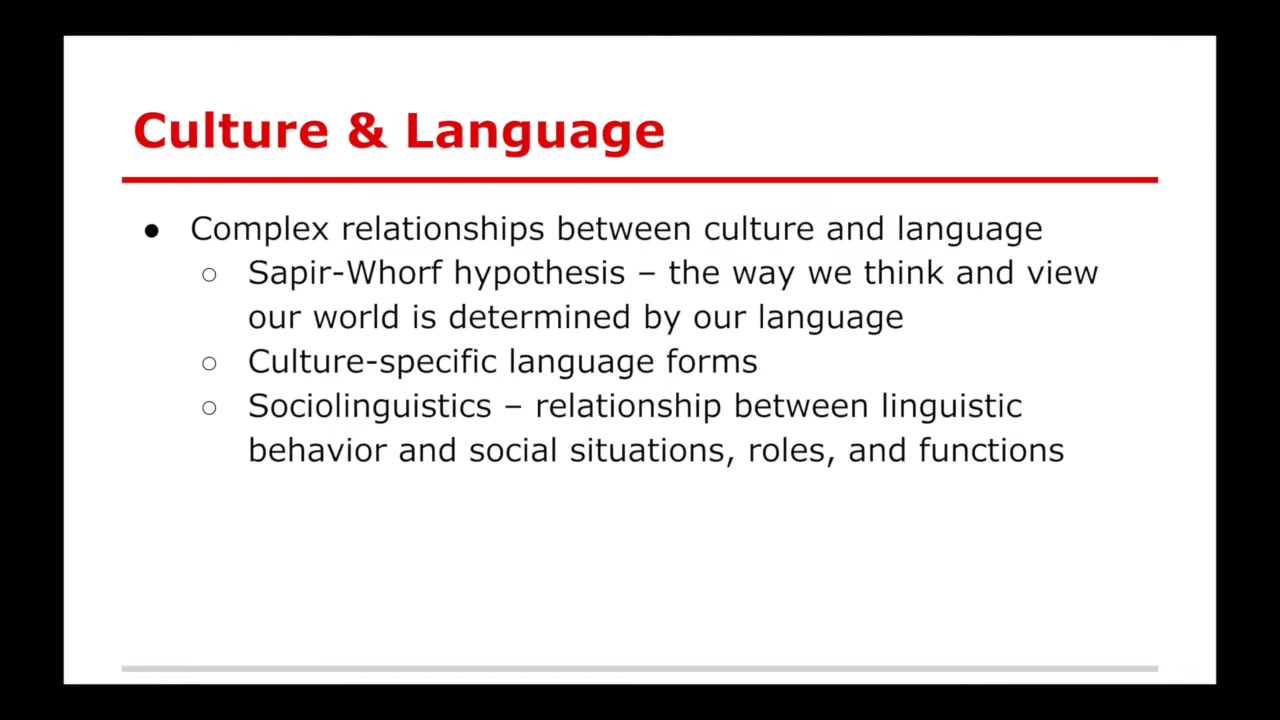 Culture & Language
● Complex relationships between culture and language
○ Sapir-Whorf hypothesis – the way we think and view
our world is determined by our language
○ Culture-specific language forms
○ Sociolinguistics – relationship between linguistic
behavior and social situations, roles, and functions